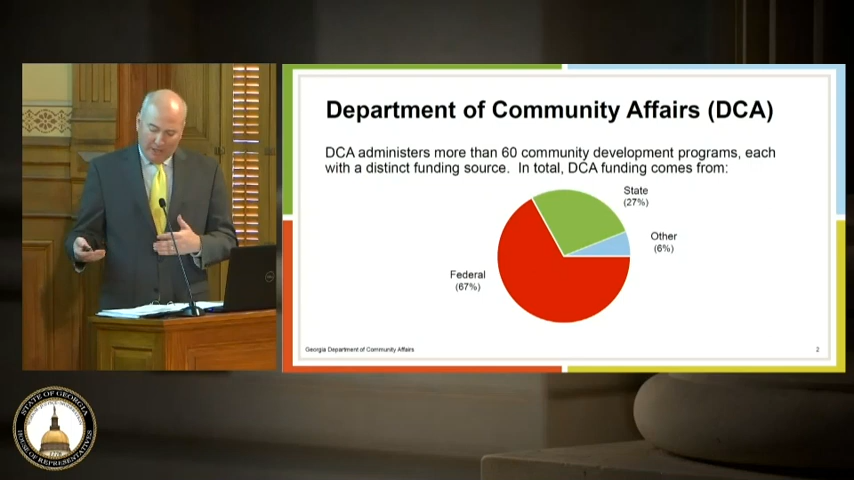 Department of Community Affairs (DCA)
DCA administers more than 60 community development programs, each
with a distinct funding source. In total, DCA funding comes from:
State
(27%)
Other
(6%)
Federal
(67%)
Georgia Department of Community Affairs
2
STATE OF GEORGIA
HOUSE OF REPRESENTATIVES